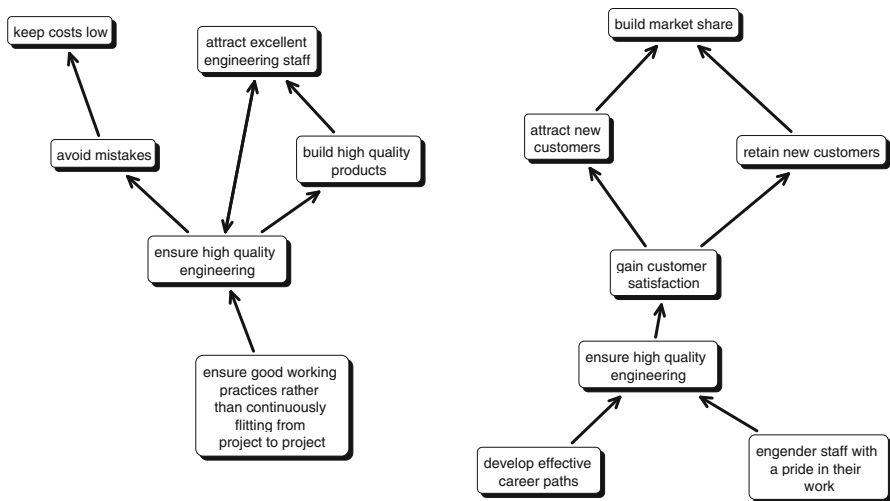 keep costs low
attract excellent
engineering staff
avoid mistakes
build high quality
products
ensure high quality
engineering
ensure good working
practices rather
than continuously
flitting from
project to project
build market share
attract new
customers
retain new customers
gain customer
satisfaction
ensure high quality
engineering
develop effective
career paths
engender staff with
a pride in their
work